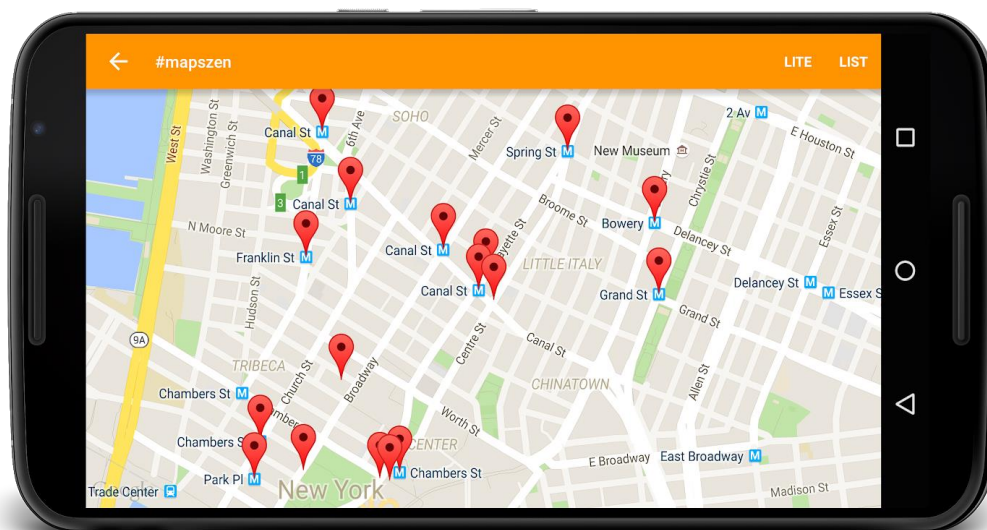 #mapszen
LITE
LIST
SOHO
2 Av
E Houston St
Washington St
Greenwich St
West St
6th Ave
Canal St
Mercer St
Spring St
New Museum
78
1
3
Canal St
Chrystie St
Essex St
Broome St
Bowery
N Moore St
Canal St
Delancey St
Franklin St
LITTLE ITALY
Canal St
Grand St
Delancey St
Essex S
Hudson St
Grand St
9A
Centre St
Canal St
TRIBECA
Church St
Broadway
CHINATOWN
Allen St
Chambers St
Worth St
Chambers S
CENTER
E Broadway
East Broadway
Park Pl
Chambers St
Trade Center
New York
Madison St